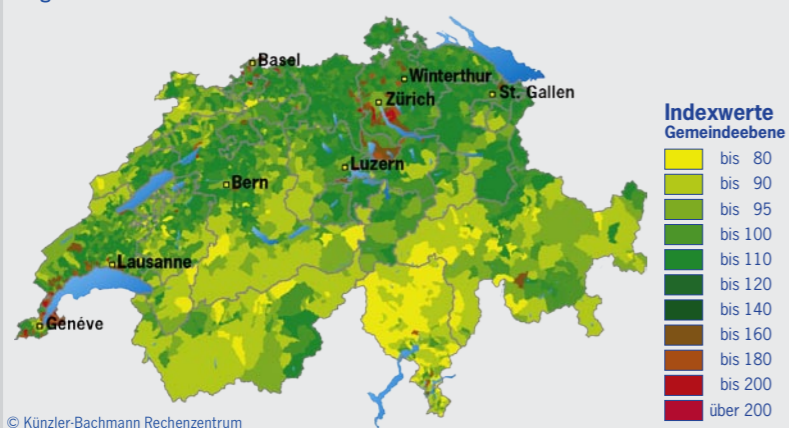 Basel
Winterthur
Zürich
St. Gallen
Luzern
Bern
Lausanne
Genéve
Indexwerte
Gemeindeebene
bis 80
bis 90
bis 95
bis 100
bis 110
bis 120
bis 140
bis 160
bis 180
bis 200
über 200
© Künzler-Bachmann Rechenzentrum